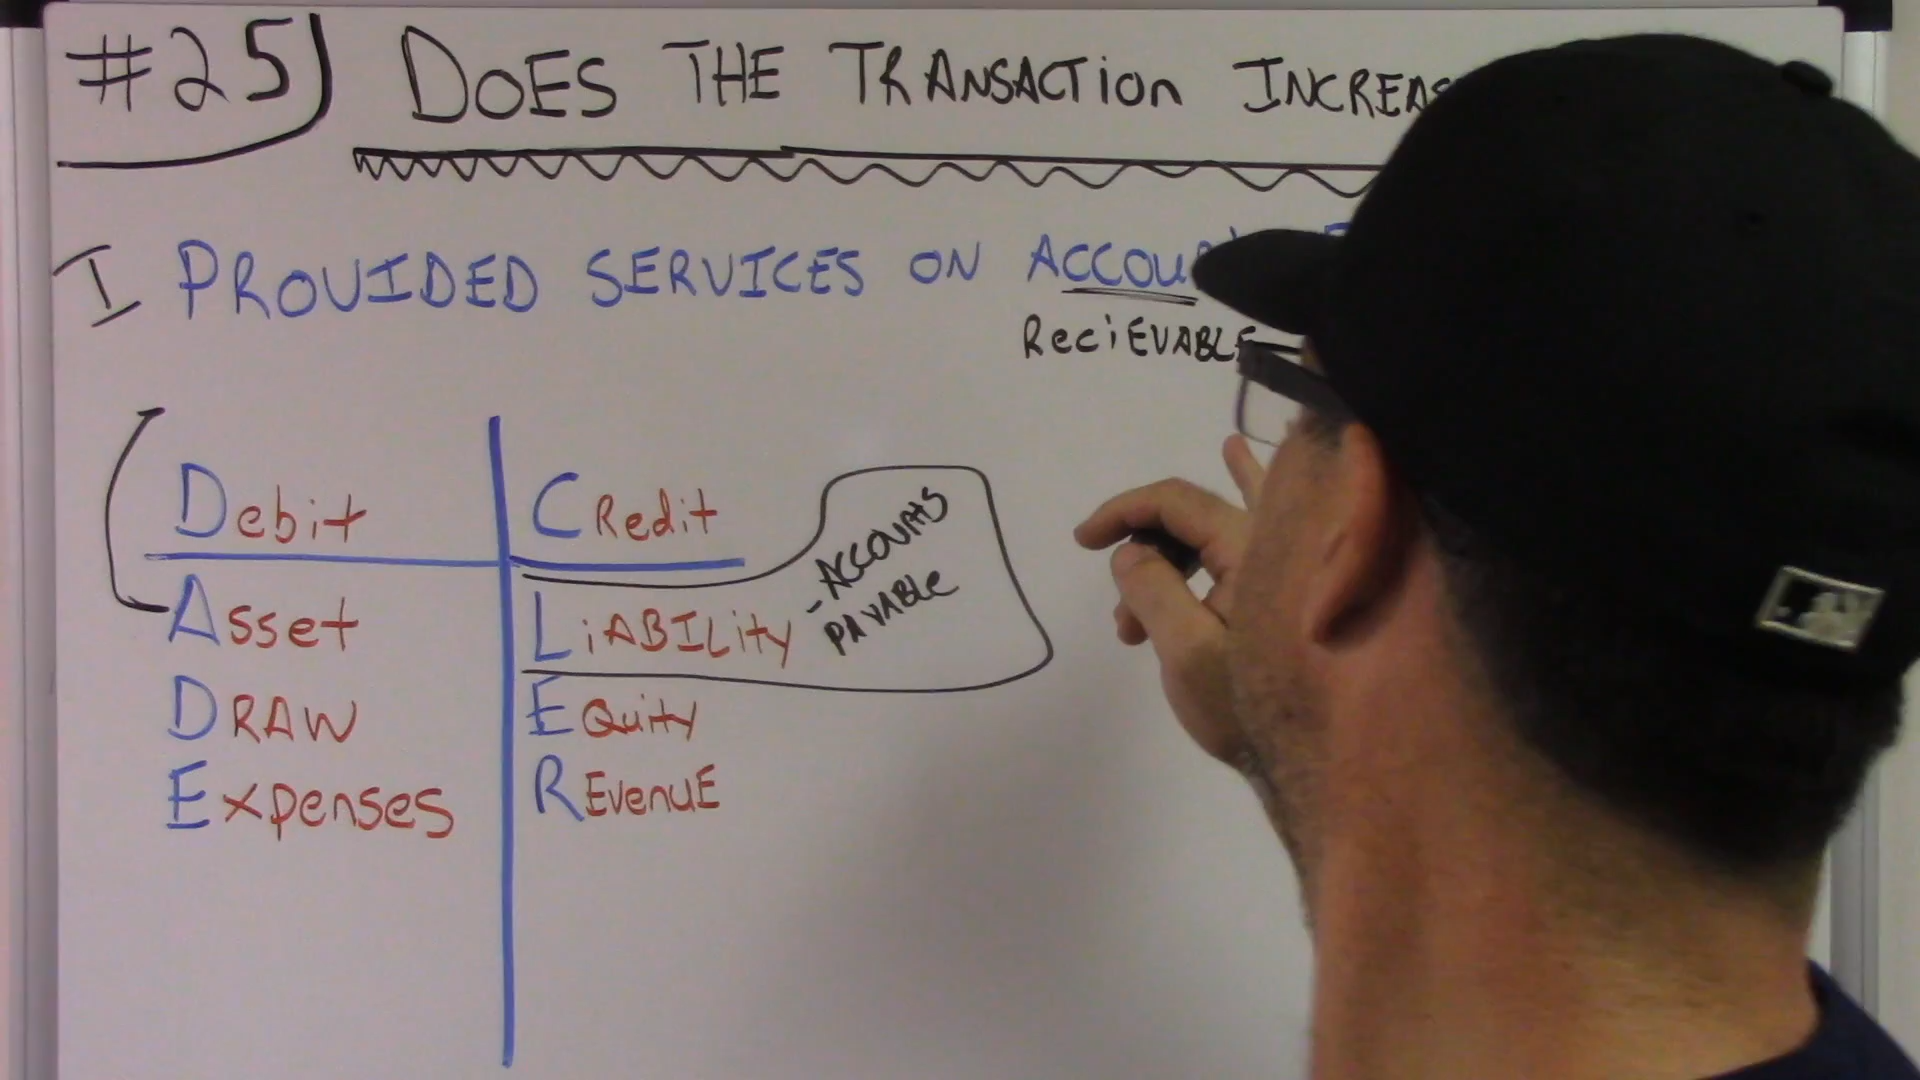 #25) DOES THE TRANSACTION INCREAS
I PROVIDED SERVICES ON ACCOU
RECIEVABLE
Debit CRedit
Asset LIABILity
- ACCOUNTS
PAYABLE
DRAW EQuity
Expenses REvenuE